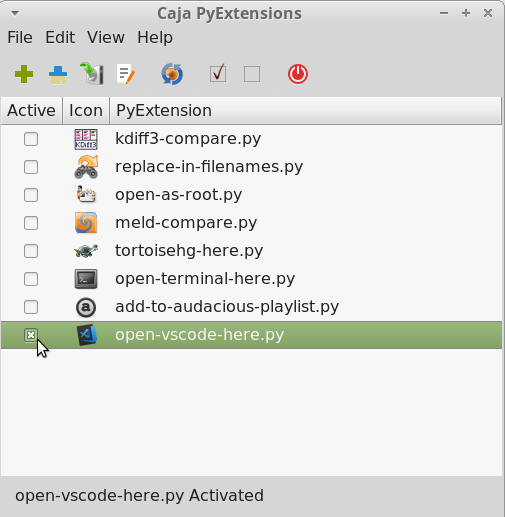 Caja PyExtensions
File Edit View Help
Active Icon PyExtension
KDiff3 kdiff3-compare.py
replace-in-filenames.py
open-as-root.py
meld-compare.py
tortoisehg-here.py
open-terminal-here.py
a add-to-audacious-playlist.py
open-vscode-here.py
open-vscode-here.py Activated